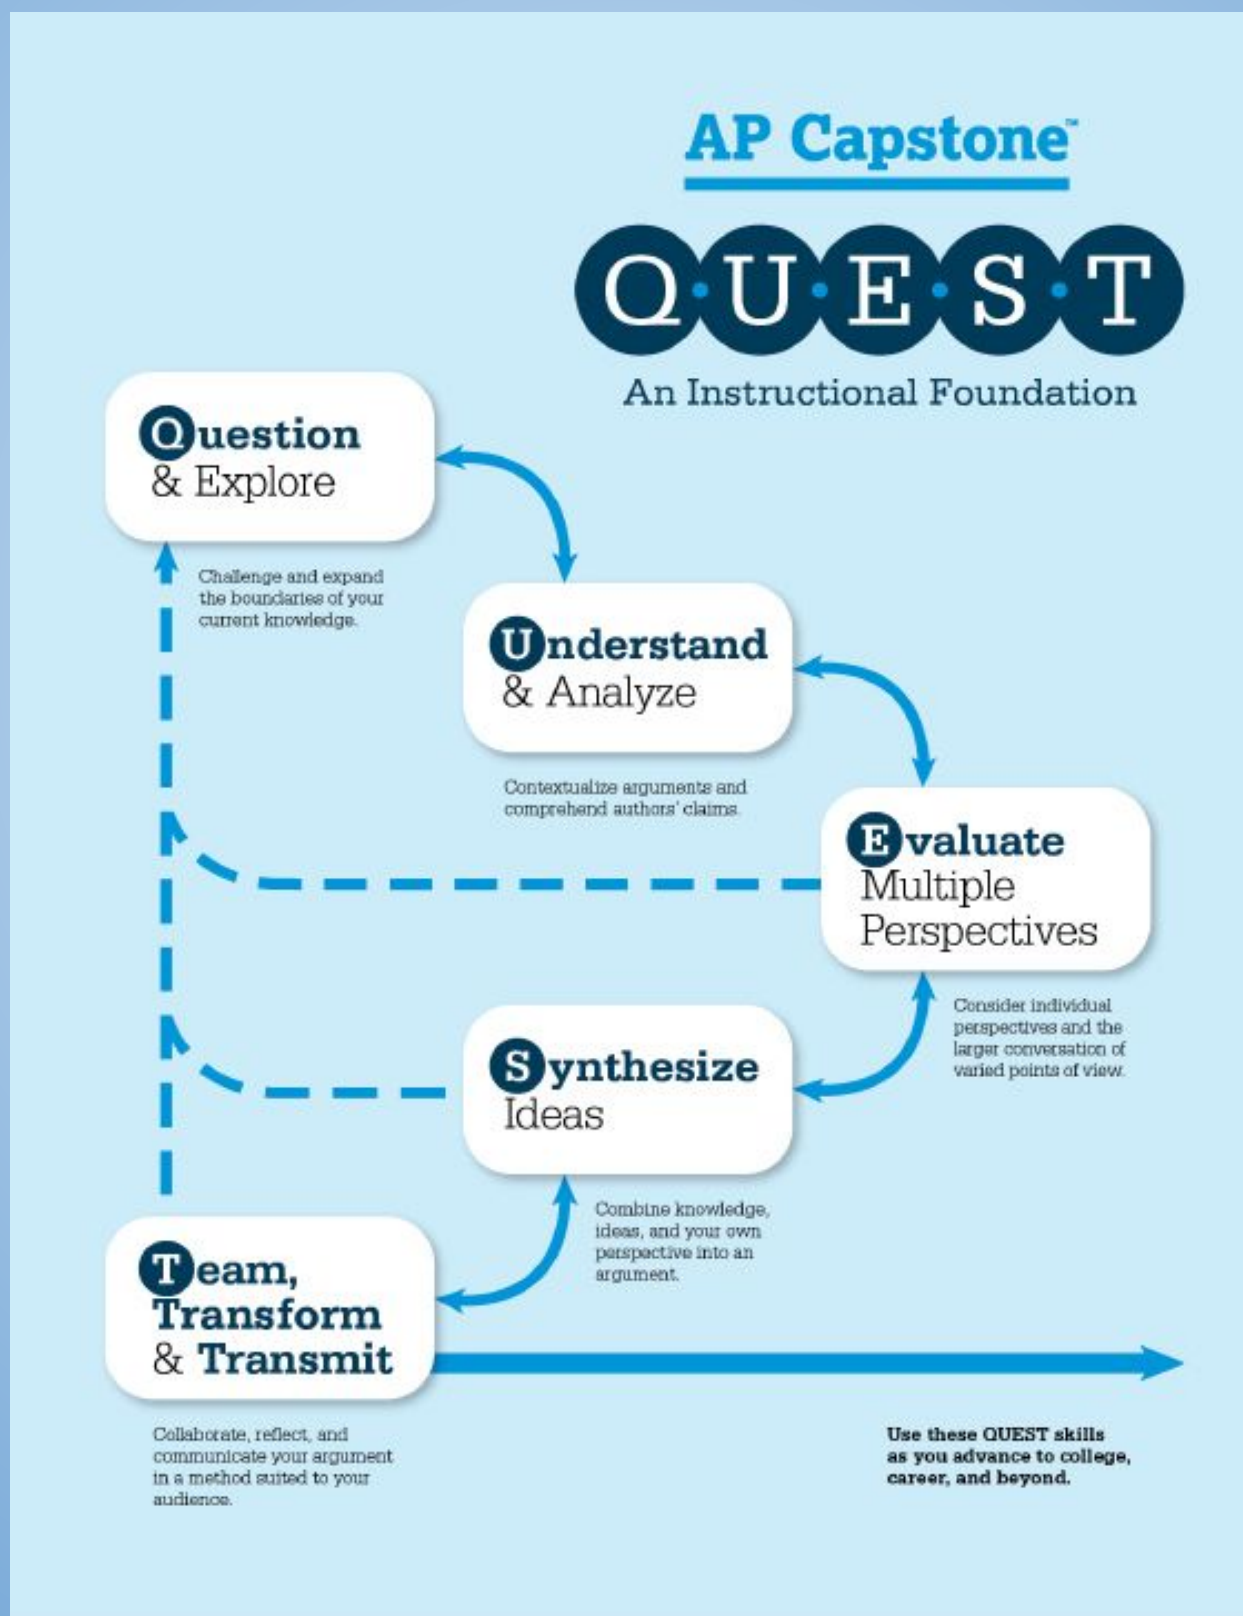 AP Capstone™
Q·U·E·S·T
An Instructional Foundation
Question
& Explore
Challenge and expand
the boundaries of your
current knowledge.
Understand
& Analyze
Contextualize arguments and
comprehend authors' claims.
Evaluate
Multiple
Perspectives
Consider individual
perspectives and the
larger conversation of
varied points of view.
Synthesize
Ideas
Combine knowledge,
ideas, and your own
perspective into an
argument.
Team,
Transform
& Transmit
Collaborate, reflect, and
communicate your argument
in a method suited to your
audience.
Use these QUEST skills
as you advance to college,
career, and beyond.